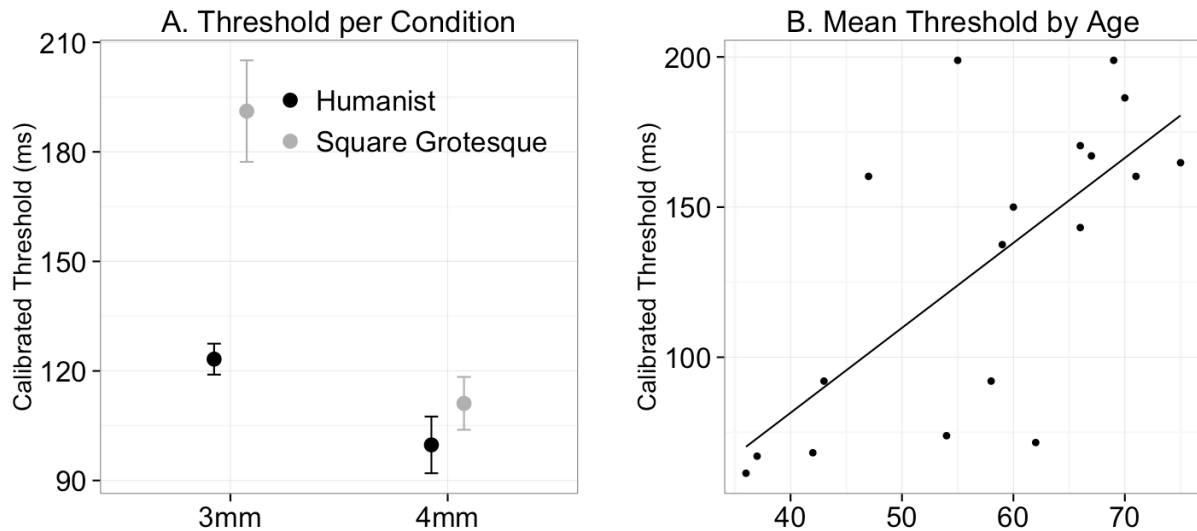 A. Threshold per Condition
Calibrated Threshold (ms)
210
180
150
120
90
Humanist
Square Grotesque
3mm
4mm
B. Mean Threshold by Age
Calibrated Threshold (ms)
200
150
100
40
50
60
70